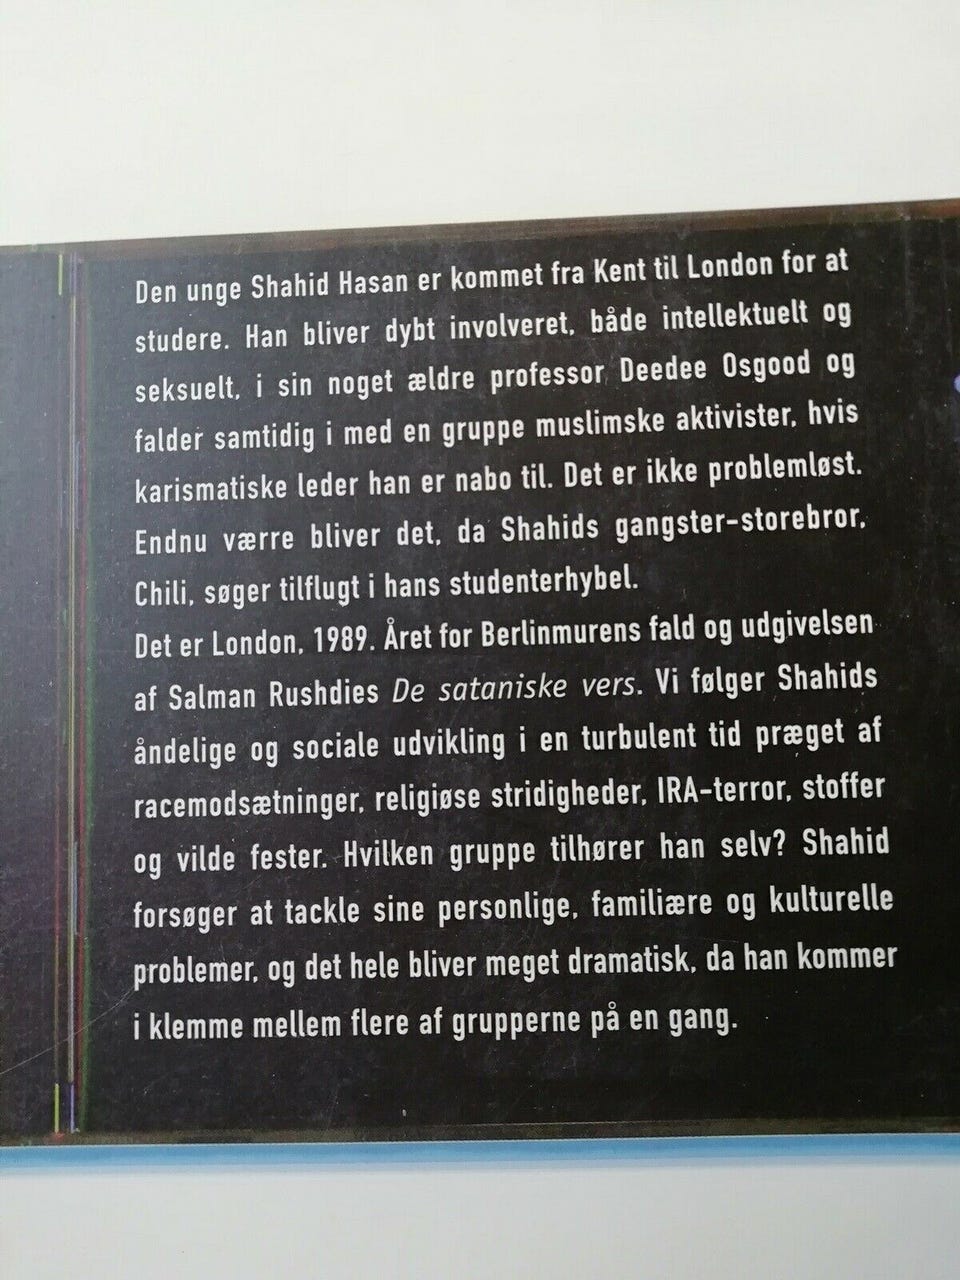 Den unge Shahid Hasan er kommet fra Kent til London for at
studere. Han bliver dybt involveret, både intellektuelt og
seksuelt, i sin noget ældre professor Deedee Osgood og
falder samtidig i med en gruppe muslimske aktivister, hvis
karismatiske leder han er nabo til. Det er ikke problemløst.
Endnu værre bliver det, da Shahids gangster-storebror,
Chili, søger tilflugt i hans studenterhybel.
Det er London, 1989. Året for Berlinmurens fald og udgivelsen
af Salman Rushdies De sataniske vers. Vi følger Shahids
åndelige og sociale udvikling i en turbulent tid præget af
racemodsætninger, religiøse stridigheder, IRA-terror, stoffer
og vilde fester. Hvilken gruppe tilhører han selv? Shahid
forsøger at tackle sine personlige, familiære og kulturelle
problemer, og det hele bliver meget dramatisk, da han kommer
i klemme mellem flere af grupperne på en gang.